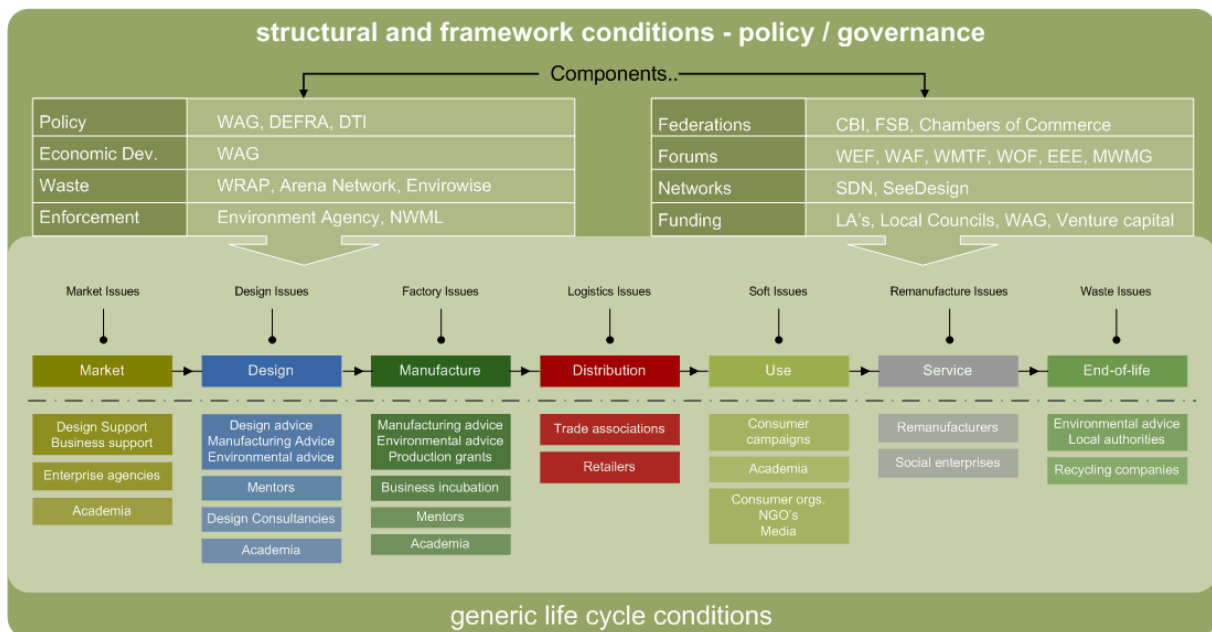 structural and framework conditions - policy / governance
Components..
Policy WAG, DEFRA, DTI
Economic Dev. WAG
Waste WRAP, Arena Network, Envirowise
Enforcement Environment Agency, NWML
Federations CBI, FSB, Chambers of Commerce
Forums WEF, WAF, WMTF, WOF, EEE, MWMG
Networks SDN, SeeDesign
Funding LA's, Local Councils, WAG, Venture capital
Market Issues
Design Issues
Factory Issues
Logistics Issues
Soft Issues
Remanufacture Issues
Waste Issues
Market
Design
Manufacture
Distribution
Use
Service
End-of-life
Design Support
Business support
Enterprise agencies
Academia
Design advice
Manufacturing Advice
Environmental advice
Mentors
Design Consultancies
Academia
Manufacturing advice
Environmental advice
Production grants
Business incubation
Mentors
Academia
Trade associations
Retailers
Consumer
campaigns
Academia
Consumer orgs.
NGO's
Media
Remanufacturers
Social enterprises
Environmental advice
Local authorities
Recycling companies
generic life cycle conditions